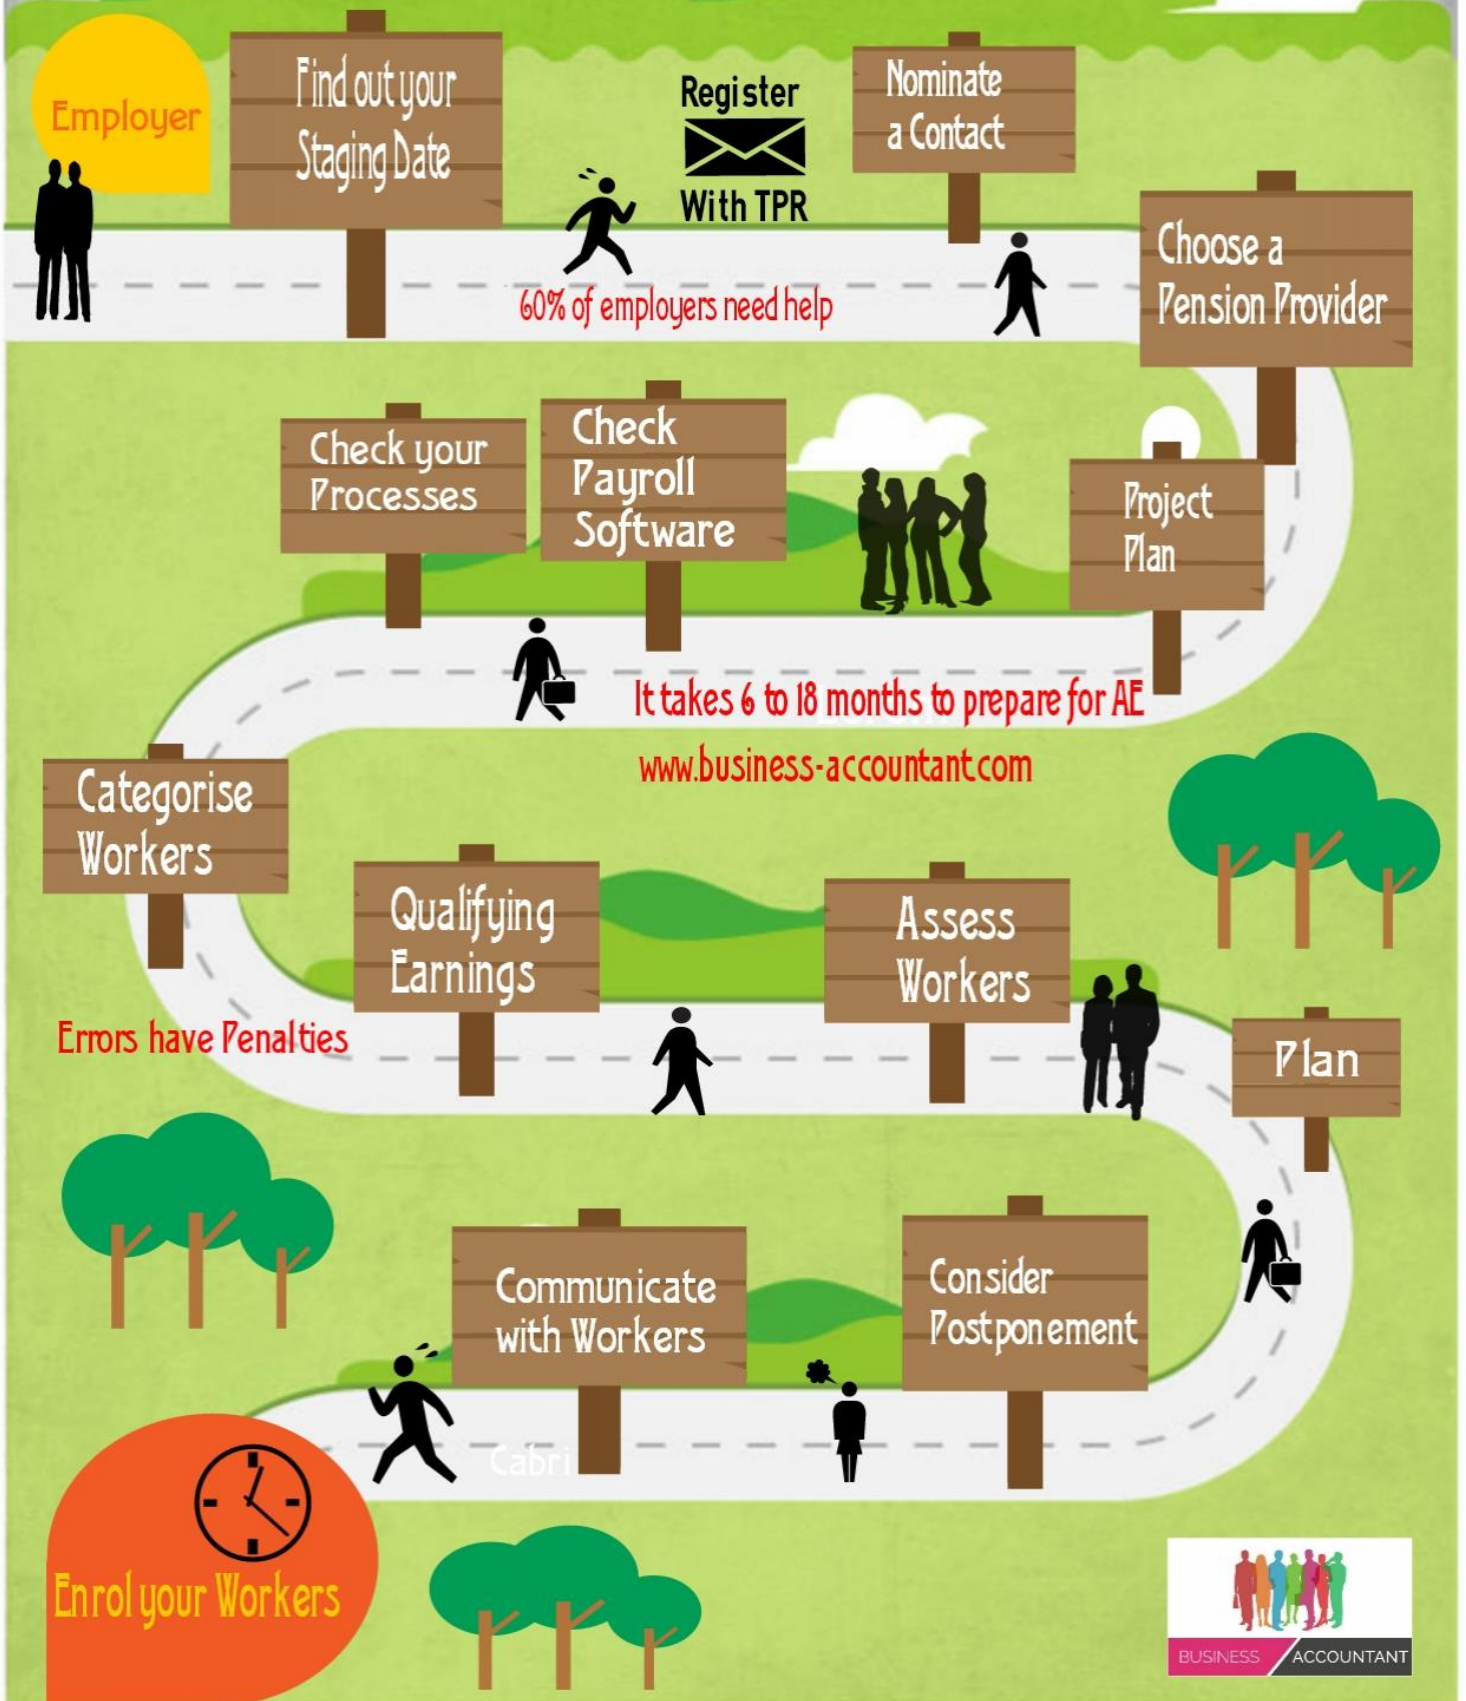 Employer
Find out your
Staging Date
Register
With TPR
Nominate
a Contact
60% of employers need help
Choose a
Pension Provider
Project
Plan
Check
Payroll
Software
Check your
Processes
It takes 6 to 18 months to prepare for AE
www.business-accountant.com
Categorise
Workers
Errors have Penalties
Qualifying
Earnings
Assess
Workers
Plan
Consider
Postponement
Communicate
with Workers
Cabri
Enrol your Workers
BUSINESS ACCOUNTANT